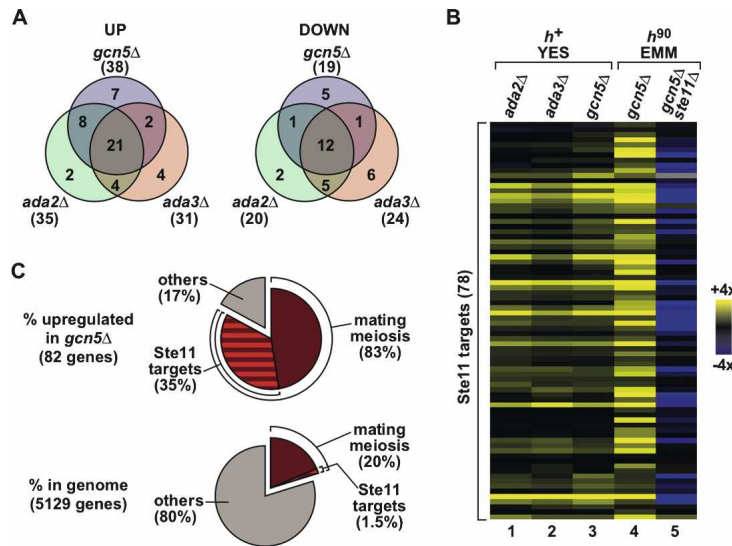 A
UP
gcn5Δ
(38)
7
8
2
21
2
4
4
ada2Δ
(35)
ada3Δ
(31)
DOWN
gcn5Δ
(19)
5
1
1
12
2
5
6
ada2Δ
(20)
ada3Δ
(24)
B
h+
YES
h90
EMM
ada2Δ
ada3Δ
gcn5Δ
gcn5Δ
gcn5Δ
ste11Δ
Ste11 targets (78)
+4x
-4x
1 2 3 4 5
C
% upregulated
in gcn5Δ
(82 genes)
others
(17%)
mating
meiosis
(83%)
Ste11
targets
(35%)
% in genome
(5129 genes)
others
(80%)
mating
meiosis
(20%)
Ste11
targets
(1.5%)